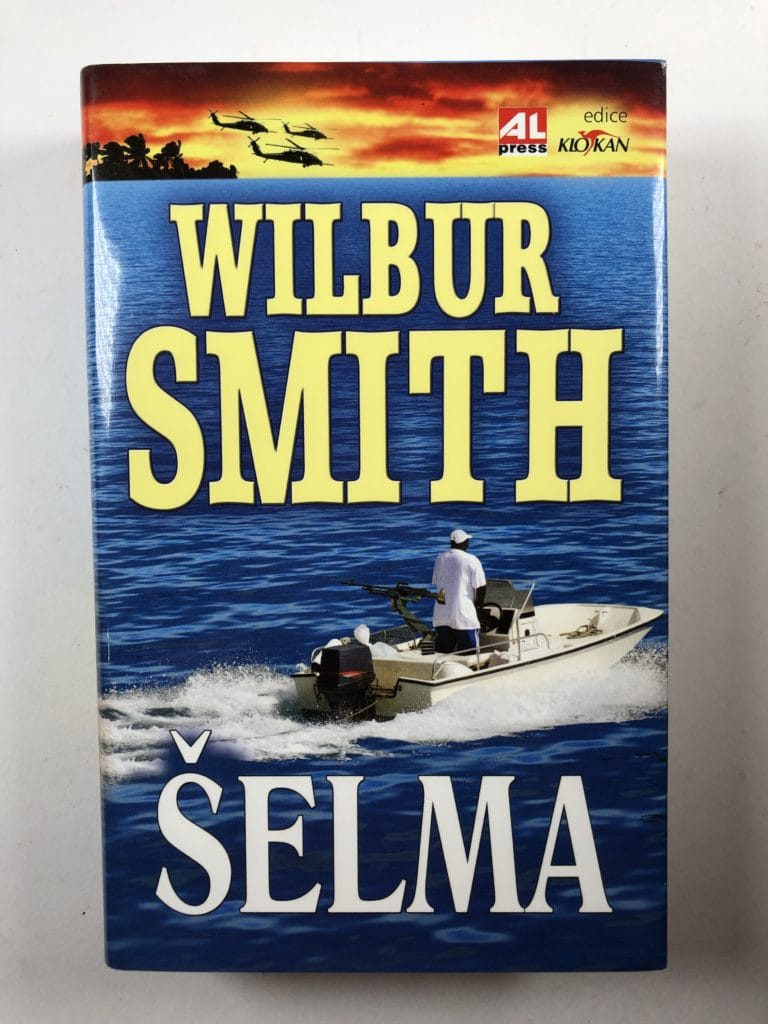 AL
press
edice
KLOKAN
WILBUR
SMITH
ŠELMA